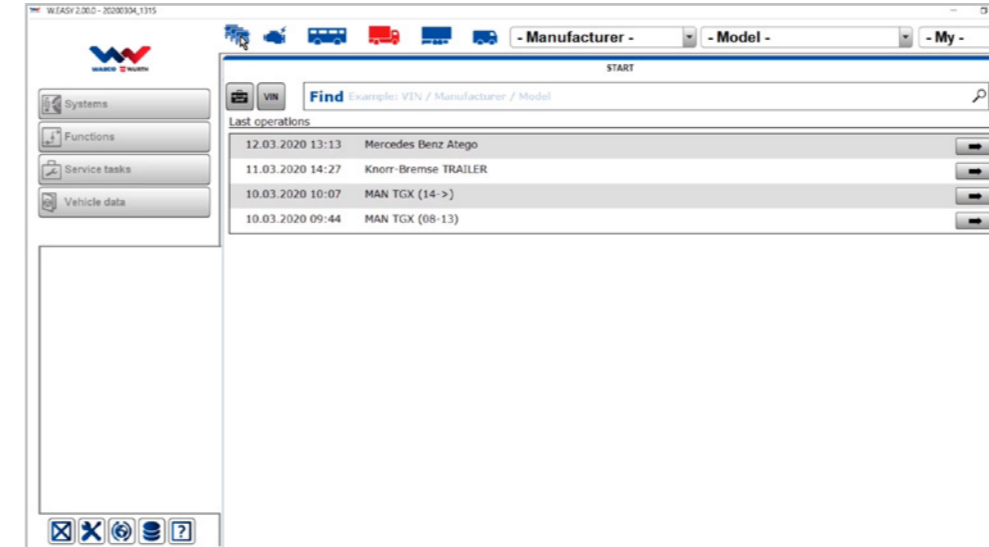 W.EASY 2.00.0 - 20200304_1315
- Manufacturer -
- Model -
- My -
WABCO WURTH
START
Systems
Functions
Service tasks
Vehicle data
VIN
Find Example: VIN / Manufacturer / Model
Last operations
12.03.2020 13:13 Mercedes Benz Atego
11.03.2020 14:27 Knorr-Bremse TRAILER
10.03.2020 10:07 MAN TGX (14->)
10.03.2020 09:44 MAN TGX (08-13)
?